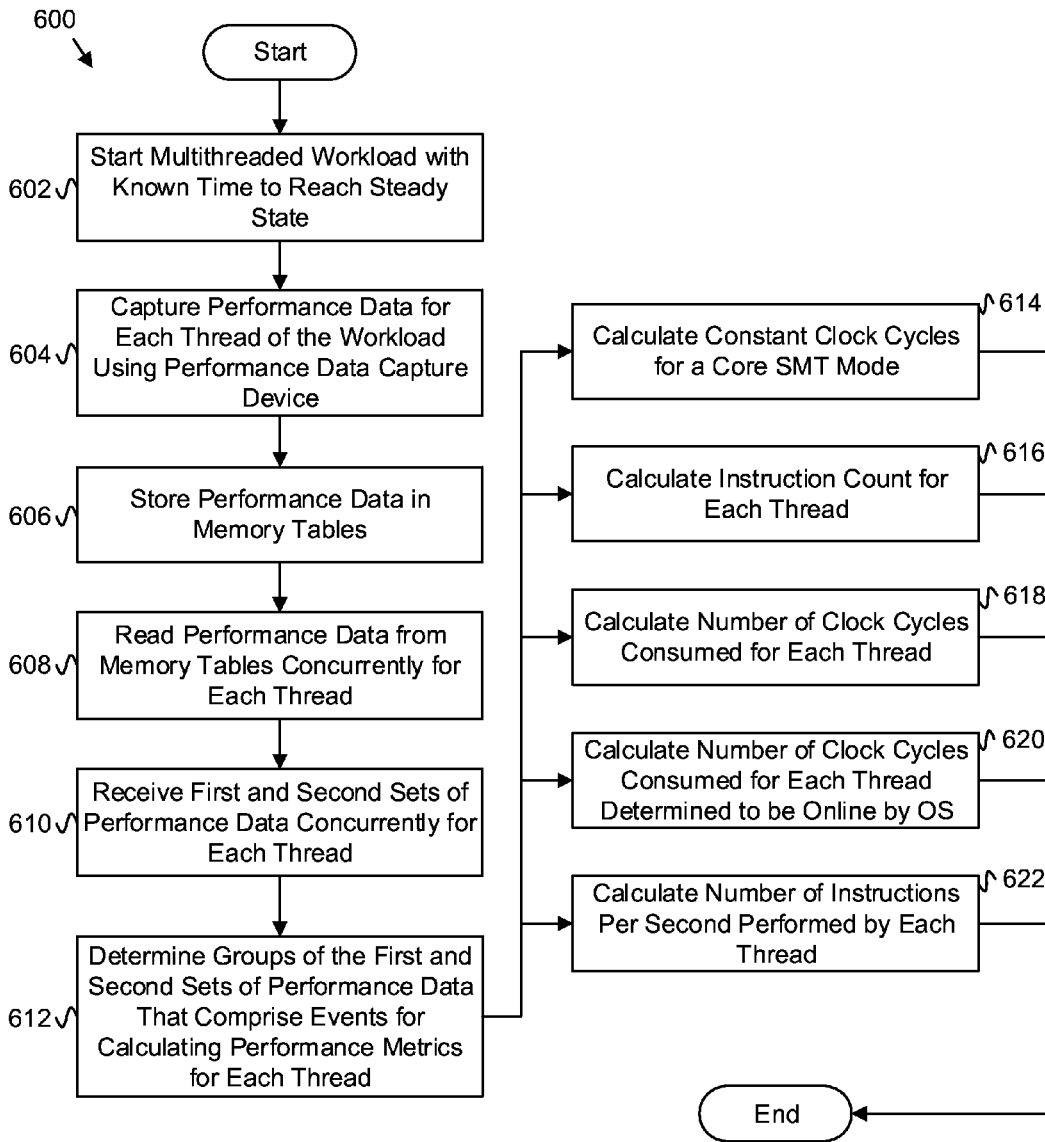 600
Start
602
Start Multithreaded Workload with
Known Time to Reach Steady
State
604
Capture Performance Data for
Each Thread of the Workload
Using Performance Data Capture
Device
606
Store Performance Data in
Memory Tables
608
Read Performance Data from
Memory Tables Concurrently for
Each Thread
610
Receive First and Second Sets of
Performance Data Concurrently for
Each Thread
612
Determine Groups of the First and
Second Sets of Performance Data
That Comprise Events for
Calculating Performance Metrics
for Each Thread
614
Calculate Constant Clock Cycles
for a Core SMT Mode
616
Calculate Instruction Count for
Each Thread
618
Calculate Number of Clock Cycles
Consumed for Each Thread
620
Calculate Number of Clock Cycles
Consumed for Each Thread
Determined to be Online by OS
622
Calculate Number of Instructions
Per Second Performed by Each
Thread
End